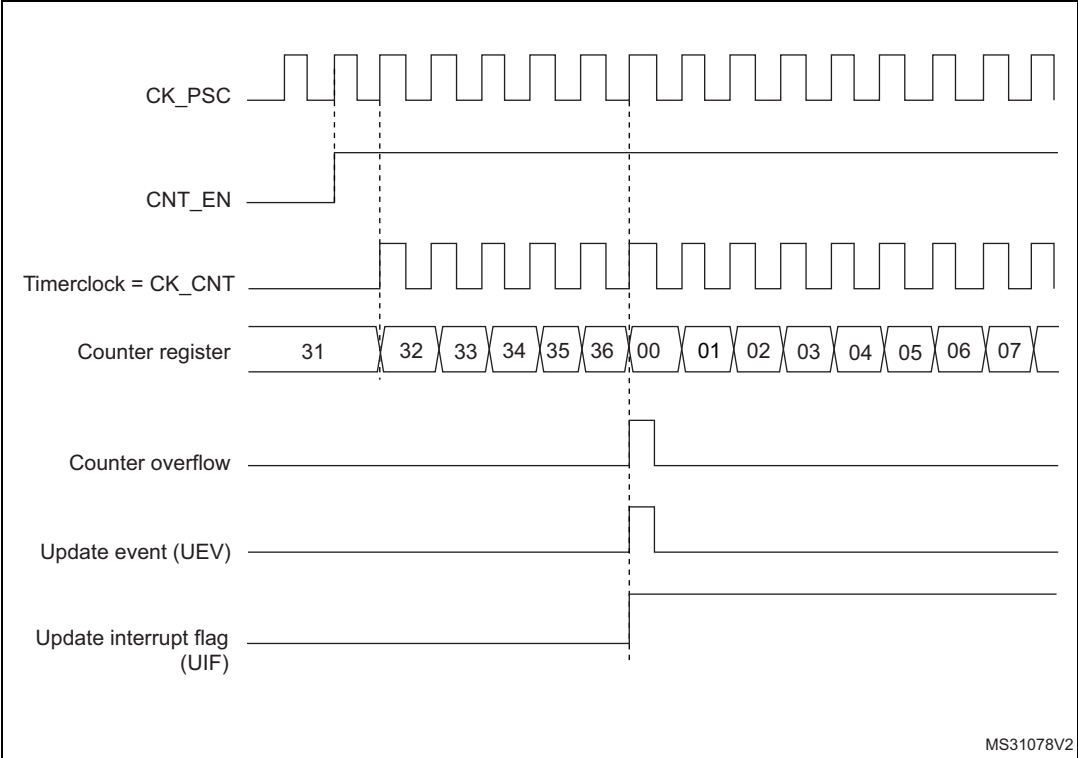 CK_PSC
CNT_EN
Timerclock = CK_CNT
Counter register 31 32 33 34 35 36 00 01 02 03 04 05 06 07
Counter overflow
Update event (UEV)
Update interrupt flag
(UIF)
MS31078V2